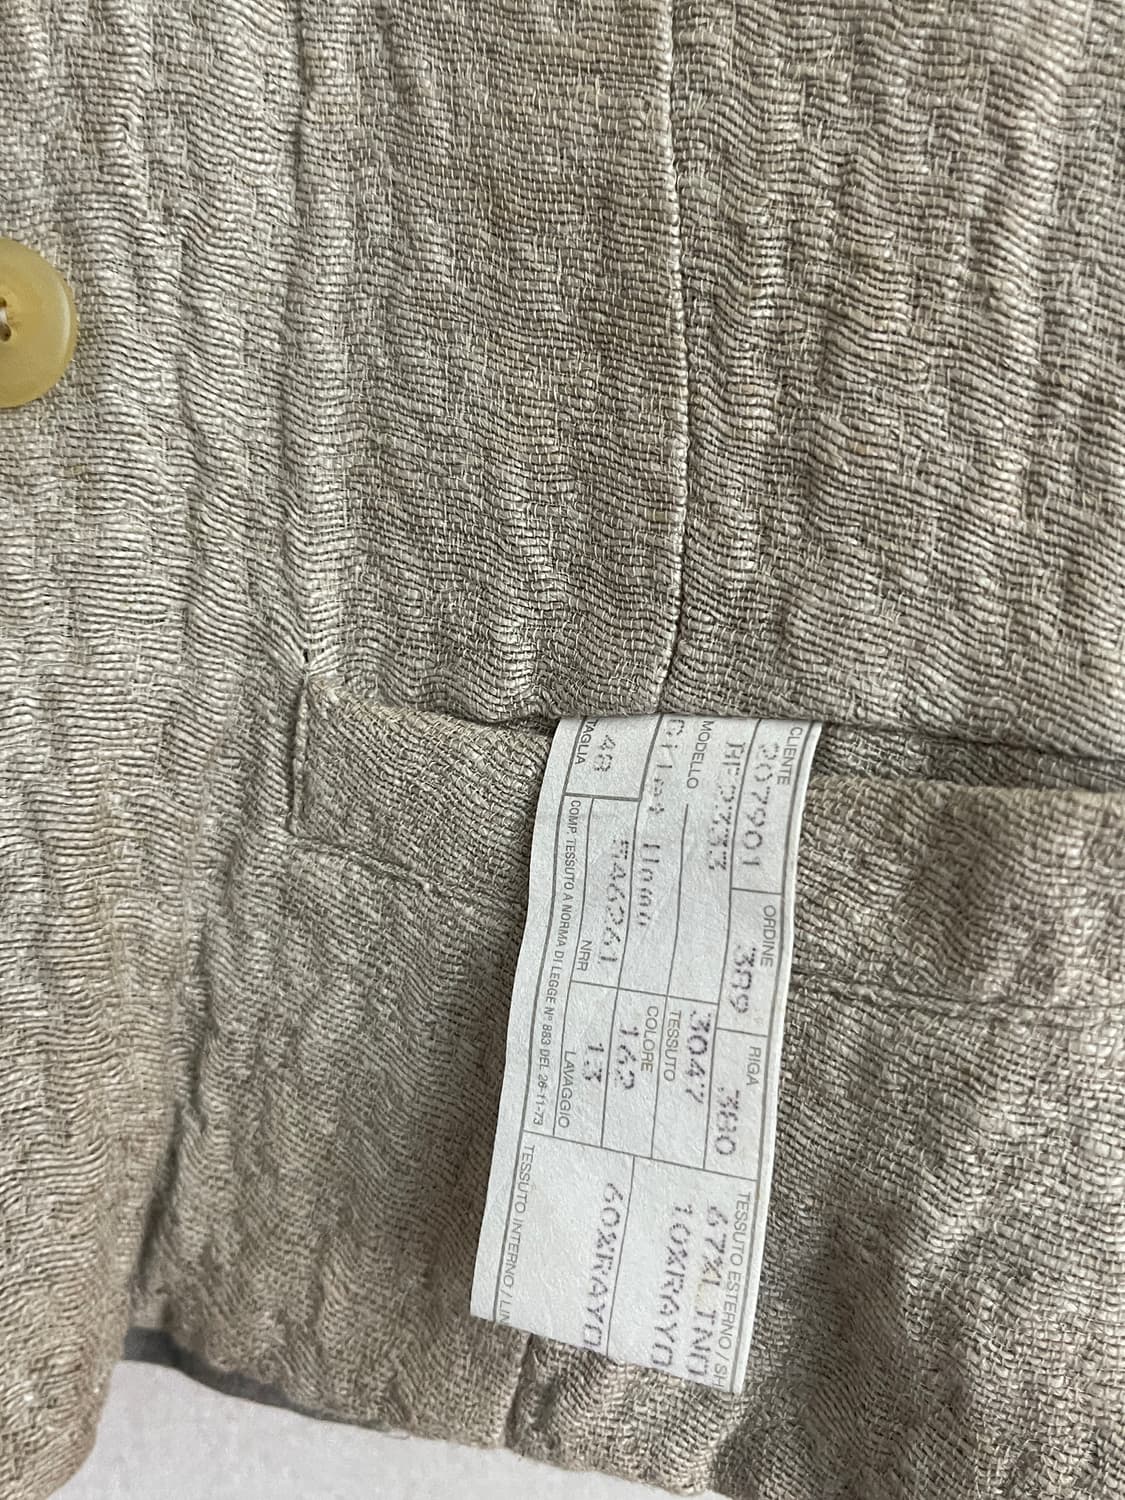 CLIENTE ORDINE RIGA TESSUTO ESTERNO / SH
207901 389 380 67%LINO
MODELLO TESSUTO 10%RAYO
3047
Uomo COLORE
162
TAGLIA NRR LAVAGGIO
48 13 60%RAYO
COMP. TESSUTO A NORMA DI LEGGE N° 883 DEL 26-11-73 TESSUTO INTERNO / LIN